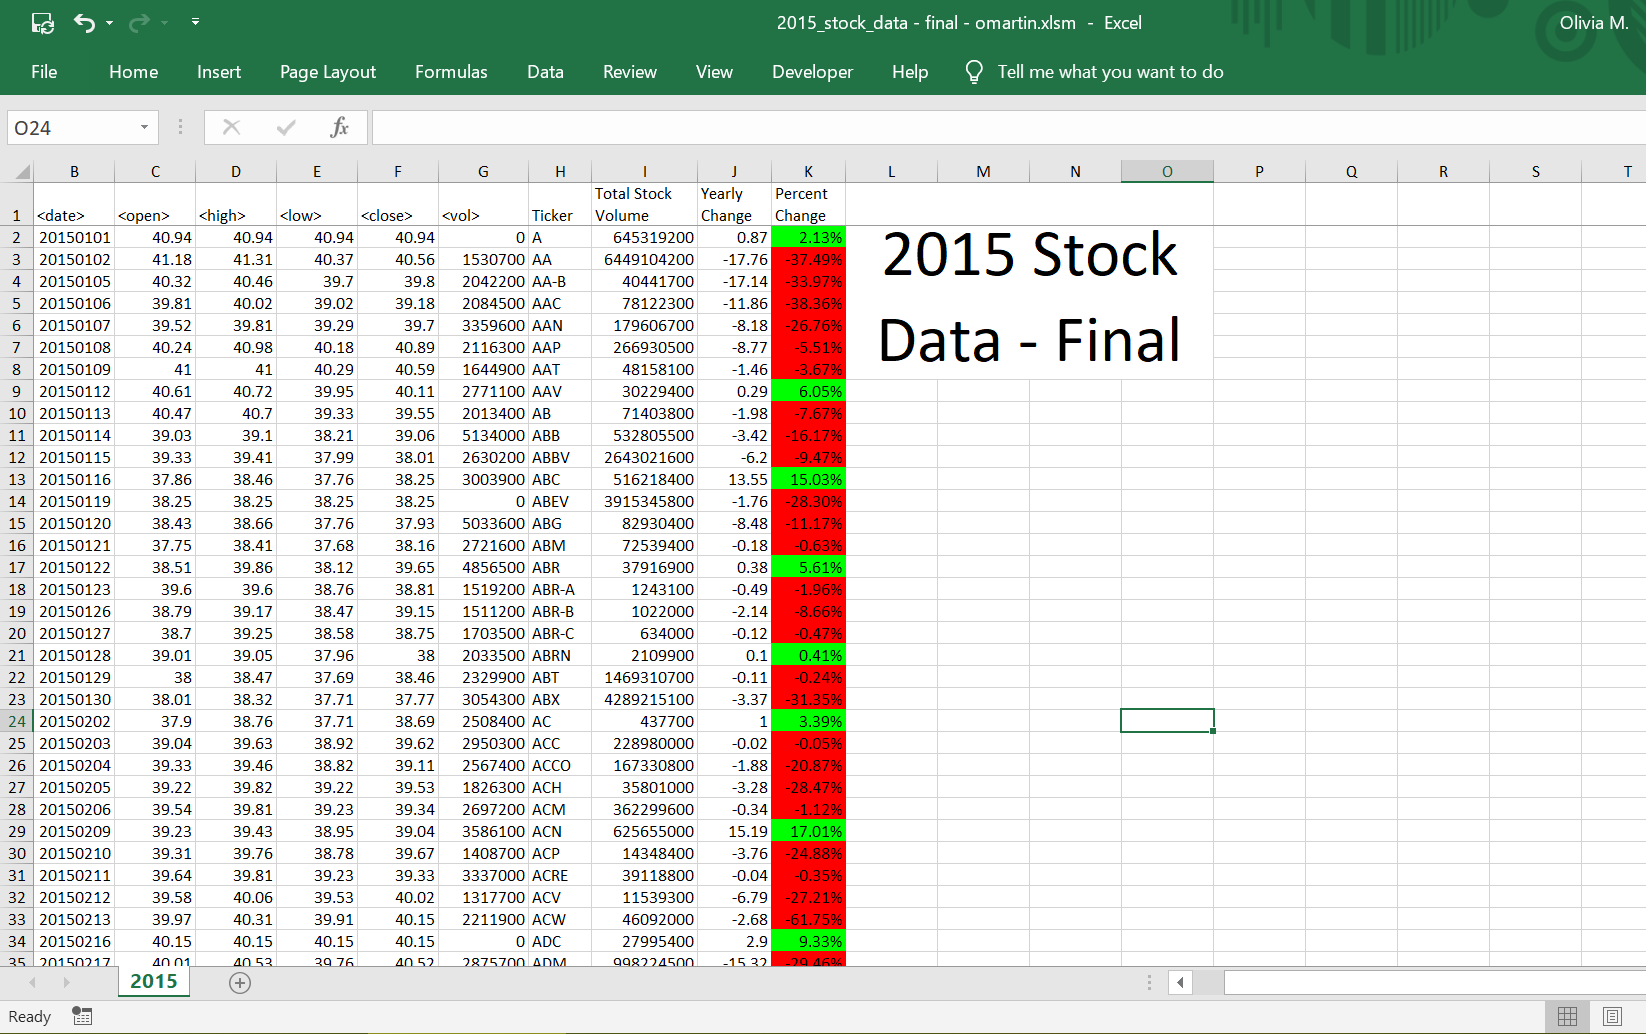 2015_stock_data - final - omartin.xlsm - Excel
Olivia M.
File Home Insert Page Layout Formulas Data Review View Developer Help Tell me what you want to do
O24 fx
B C D E F G H I J K L M N O P Q R S T
Total Stock Yearly Percent
1 <date> <open> <high> <low> <close> <vol> Ticker Volume Change Change
2 20150101 40.94 40.94 40.94 40.94 0 A 645319200 0.87 2.13%
3 20150102 41.18 41.31 40.37 40.56 1530700 AA 6449104200 -17.76 -37.49%
4 20150105 40.32 40.46 39.7 39.8 2042200 AA-B 40441700 -17.14 -33.97%
5 20150106 39.81 40.02 39.02 39.18 2084500 AAC 78122300 -11.86 -38.36%
6 20150107 39.52 39.81 39.29 39.7 3359600 AAN 179606700 -8.18 -26.76%
7 20150108 40.24 40.98 40.18 40.89 2116300 AAP 266930500 -8.77 -5.51%
8 20150109 41 41 40.29 40.59 1644900 AAT 48158100 -1.46 -3.67%
9 20150112 40.61 40.72 39.95 40.11 2771100 AAV 30229400 0.29 6.05%
10 20150113 40.47 40.7 39.33 39.55 2013400 AB 71403800 -1.98 -7.67%
11 20150114 39.03 39.1 38.21 39.06 5134000 ABB 532805500 -3.42 -16.17%
12 20150115 39.33 39.41 37.99 38.01 2630200 ABBV 2643021600 -6.2 -9.47%
13 20150116 37.86 38.46 37.76 38.25 3003900 ABC 516218400 13.55 15.03%
14 20150119 38.25 38.25 38.25 38.25 0 ABEV 3915345800 -1.76 -28.30%
15 20150120 38.43 38.66 37.76 37.93 5033600 ABG 82930400 -8.48 -11.17%
16 20150121 37.75 38.41 37.68 38.16 2721600 ABM 72539400 -0.18 -0.63%
17 20150122 38.51 39.86 38.12 39.65 4856500 ABR 37916900 0.38 5.61%
18 20150123 39.6 39.6 38.76 38.81 1519200 ABR-A 1243100 -0.49 -1.96%
19 20150126 38.79 39.17 38.47 39.15 1511200 ABR-B 1022000 -2.14 -8.66%
20 20150127 38.7 39.25 38.58 38.75 1703500 ABR-C 634000 -0.12 -0.47%
21 20150128 39.01 39.05 37.96 38 2033500 ABRN 2109900 0.1 0.41%
22 20150129 38 38.47 37.69 38.46 2329900 ABT 1469310700 -0.11 -0.24%
23 20150130 38.01 38.32 37.71 37.77 3054300 ABX 4289215100 -3.37 -31.35%
24 20150202 37.9 38.76 37.71 38.69 2508400 AC 437700 1 3.39%
25 20150203 39.04 39.63 38.92 39.62 2950300 ACC 228980000 -0.02 -0.05%
26 20150204 39.33 39.46 38.82 39.11 2567400 ACCO 167330800 -1.88 -20.87%
27 20150205 39.22 39.82 39.22 39.53 1826300 ACH 35801000 -3.28 -28.47%
28 20150206 39.54 39.81 39.23 39.34 2697200 ACM 362299600 -0.34 -1.12%
29 20150209 39.23 39.43 38.95 39.04 3586100 ACN 625655000 15.19 17.01%
30 20150210 39.31 39.76 38.78 39.67 1408700 ACP 14348400 -3.76 -24.88%
31 20150211 39.64 39.81 39.23 39.33 3337000 ACRE 39118800 -0.04 -0.35%
32 20150212 39.58 40.06 39.53 40.02 1317700 ACV 11539300 -6.79 -27.21%
33 20150213 39.97 40.31 39.91 40.15 2211900 ACW 46092000 -2.68 -61.75%
34 20150216 40.15 40.15 40.15 40.15 0 ADC 27995400 2.9 9.33%
35 20150217 40.01 40.53 39.76 40.52 2875700 ADM 998224500 -15.32 -29.46%
2015 Stock
Data - Final
2015
Ready